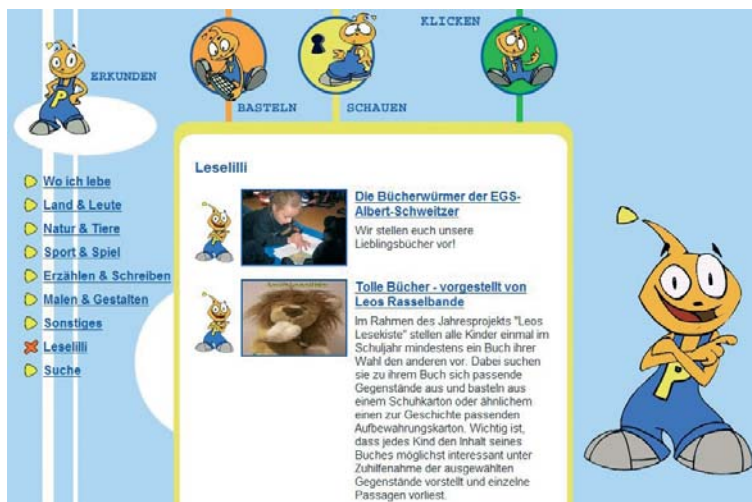 KLICKEN
ERKUNDEN
BASTELN
SCHAUEN
Leselilli
Wo ich lebe
Land & Leute
Natur & Tiere
Sport & Spiel
Erzählen & Schreiben
Malen & Gestalten
Sonstiges
Leselilli
Suche
Die Bücherwürmer der EGS-
Albert-Schweitzer
Wir stellen euch unsere
Lieblingsbücher vor!
Tolle Bücher - vorgestellt von
Leos Rasselbande
Im Rahmen des Jahresprojekts "Leos
Lesekiste" stellen alle Kinder einmal im
Schuljahr mindestens ein Buch ihrer
Wahl den anderen vor. Dabei suchen
sie zu ihrem Buch sich passende
Gegenstände aus und basteln aus
einem Schuhkarton oder ähnlichem
einen zur Geschichte passenden
Aufbewahrungskarton. Wichtig ist,
dass jedes Kind den Inhalt seines
Buches möglichst interessant unter
Zuhilfenahme der ausgewählten
Gegenstände vorstellt und einzelne
Passagen vorliest.
P
P